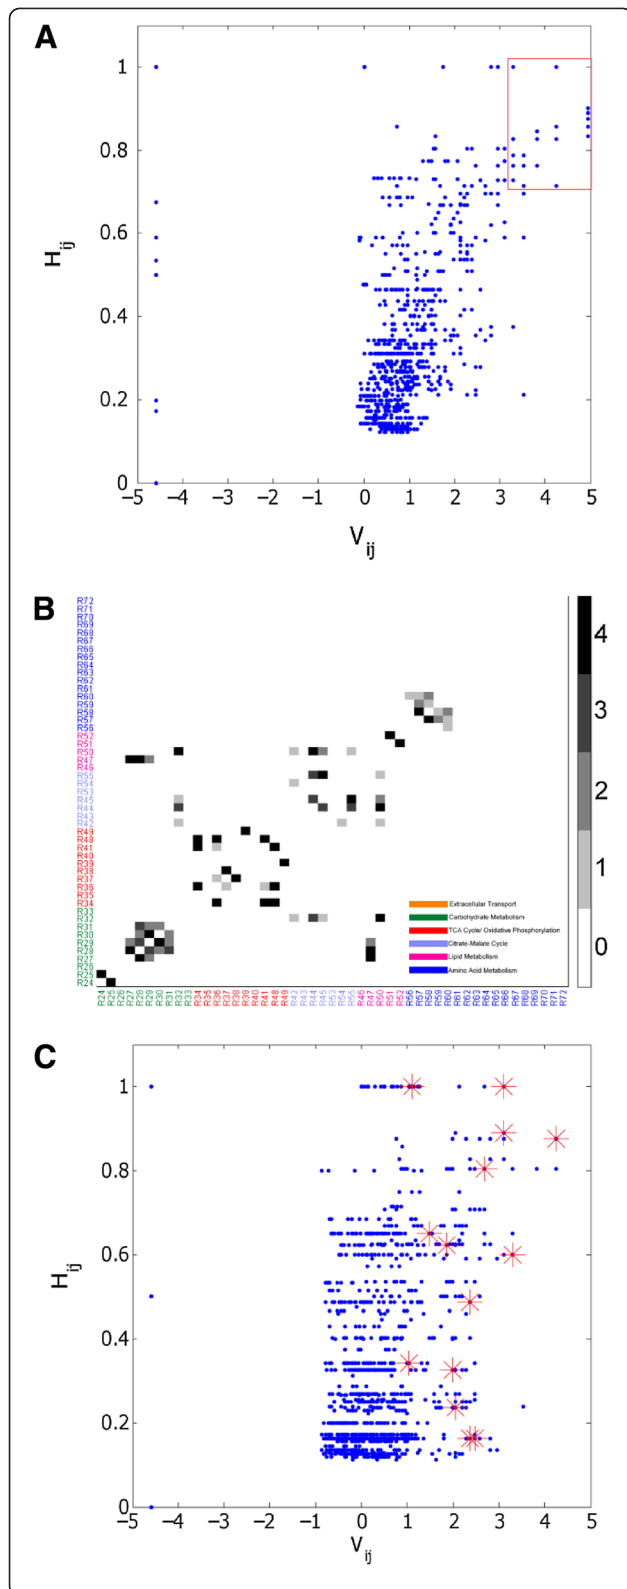 A
1
0.8
0.6
0.4
0.2
0
H ij
−5 −4 −3 −2 −1 0 1 2 3 4 5
V ij
B
R72
R71
R70
R69
R68
R67
R66
R65
R64
R63
R62
R61
R60
R59
R58
R57
R56
R52
R51
R50
R47
R46
R55
R54
R53
R45
R44
R43
R42
R49
R48
R41
R40
R39
R38
R37
R36
R35
R34
R33
R32
R31
R30
R29
R28
R27
R26
R25
R24
4
3
2
1
0
Extracellular Transport
Carbohydrate Metabolism
TCA Cycle/ Oxidative Phosphorylation
Citrate-Malate Cycle
Lipid Metabolism
Amino Acid Metabolism
R24 R25 R26 R27 R28 R29 R30 R31 R32 R33 R34 R35 R36 R37 R38 R39 R40 R41 R48 R49 R42 R43 R44 R45 R53 R54 R55 R46 R47 R50 R51 R52 R56 R57 R58 R59 R60 R61 R62 R63 R64 R65 R66 R67 R68 R69 R70 R71 R72
C
1
0.8
0.6
0.4
0.2
0
H ij
−5 −4 −3 −2 −1 0 1 2 3 4 5
V ij